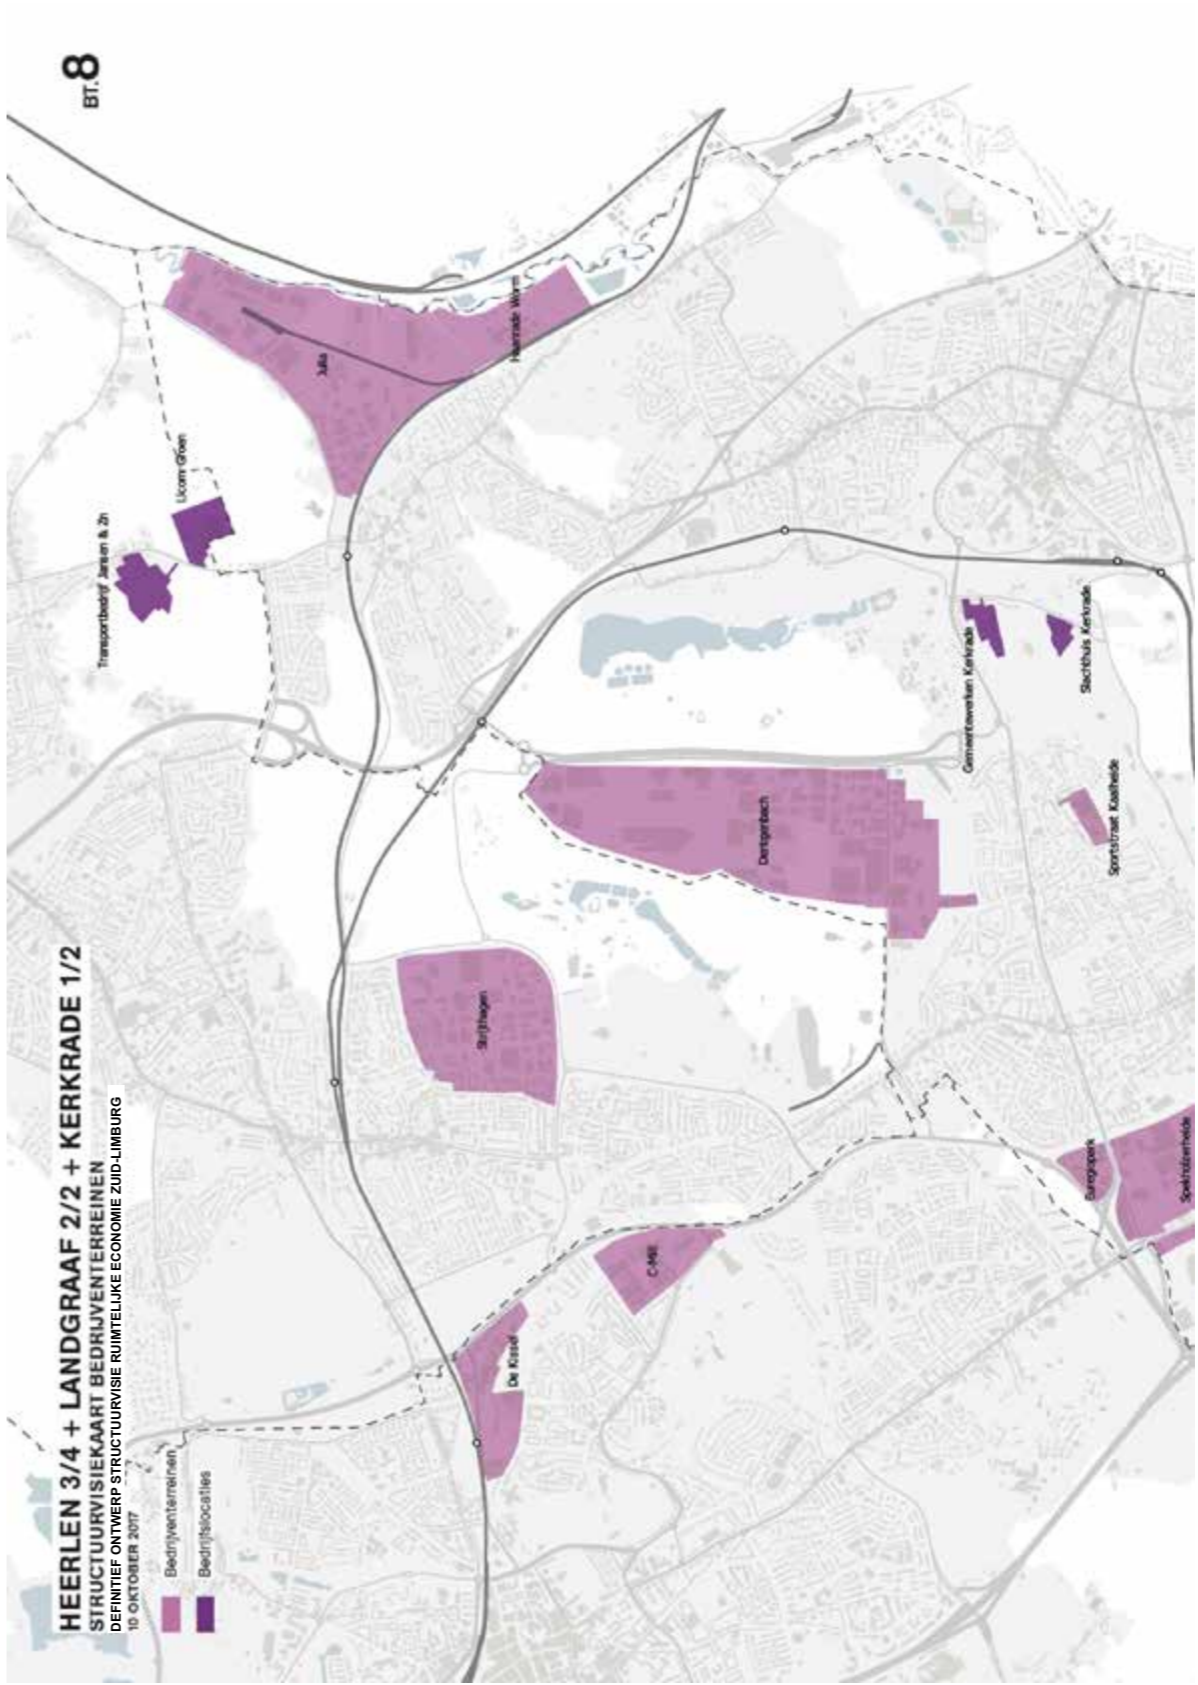 HEERLEN 3/4 + LANDGRAAF 2/2 + KERKRADE 1/2
STRUCTUURVISIEKAART BEDRIJVENTERREINEN
DEFINITIEF ONTWERP STRUCTUURVISIE RUIMTELIJKE ECONOMIE ZUID-LIMBURG
10 OKTOBER 2017
Bedrijventerreinen
Bedrijfslocaties
BT.8
Transportbedrijf Jansen & Zn
Licom-Groen
Julia
Haanrade Worm
Strijthagen
Dentgenbach
De Kissel
C-Mill
Gemeentewerken Kerkrade
Slachthuis Kerkrade
Sportstraat Kaalheide
Euregiopark
Spekholzerheide